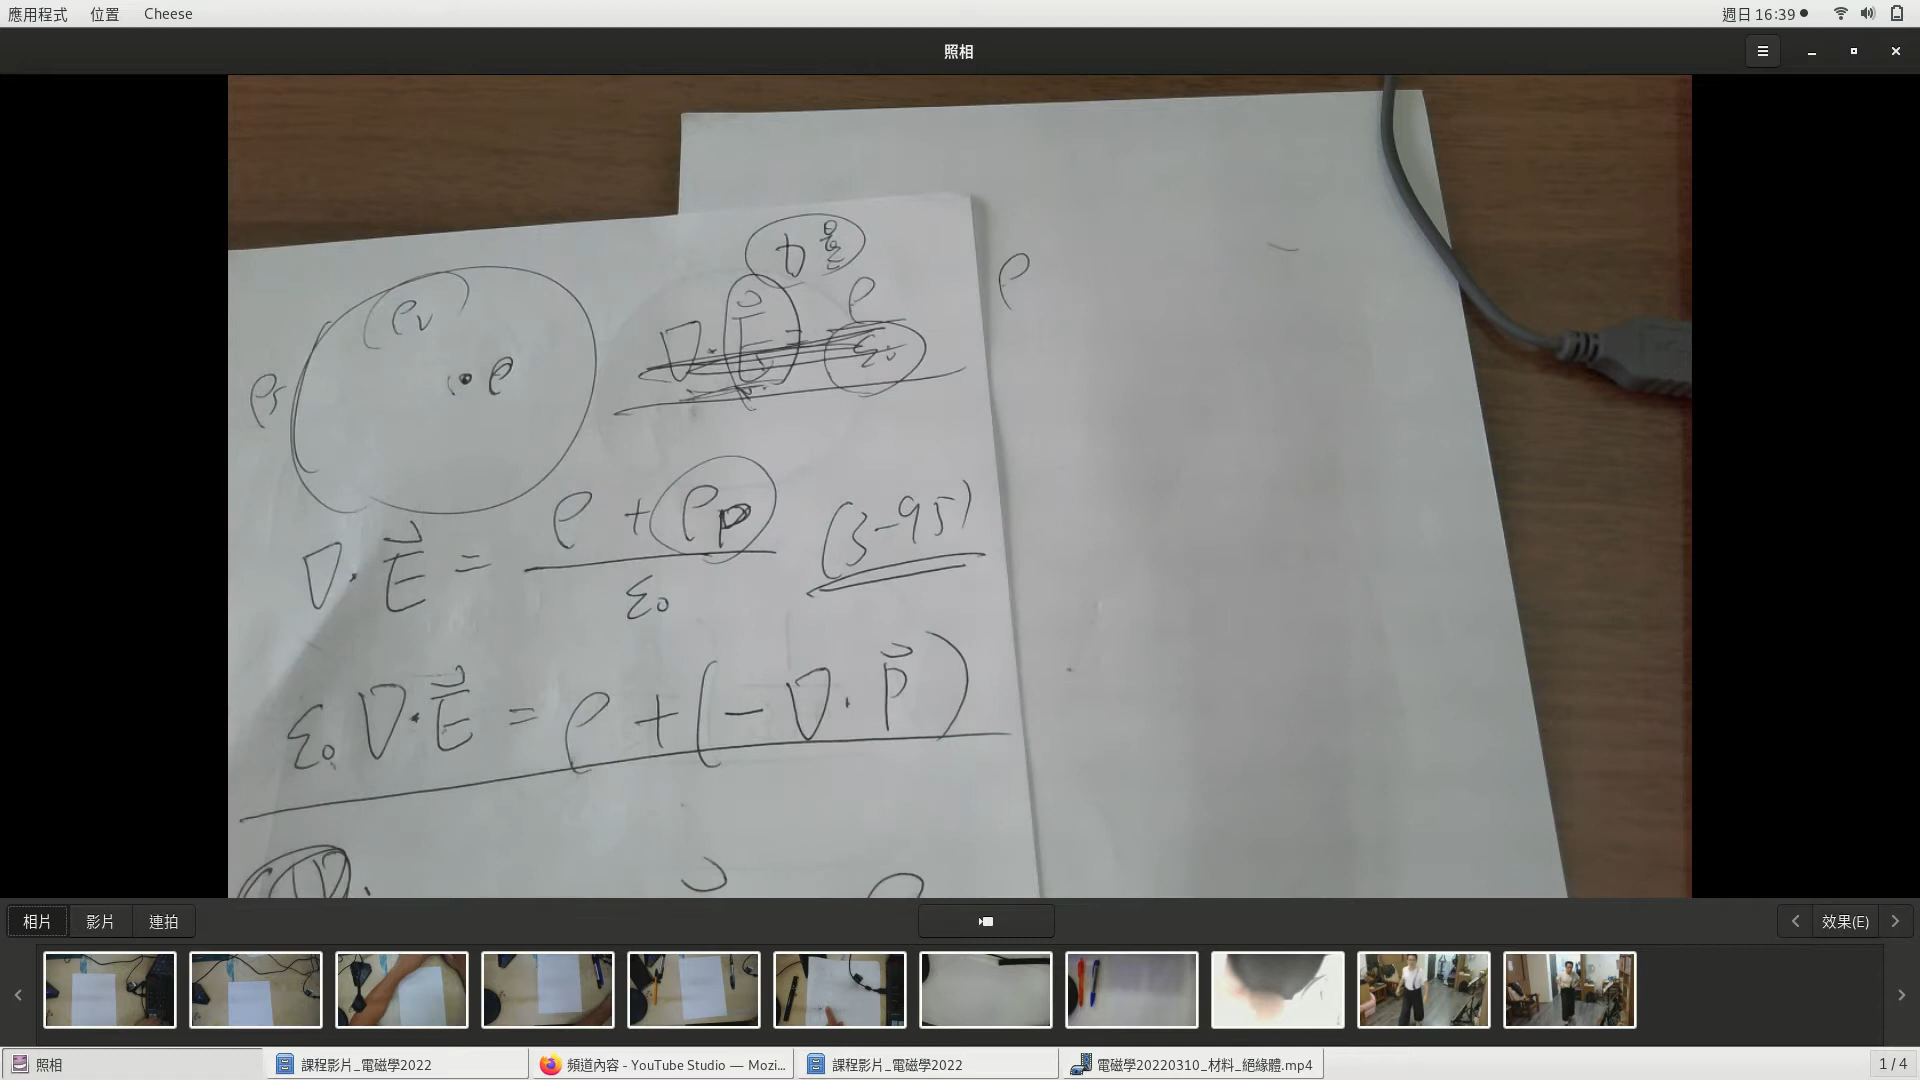 應用程式 位置 Cheese 週日 16:39
照相
力量
ρ
ρv
∇·E = ρ/ε₀
ρ
ρs
∇·E⃗ = (ρ + ρp)/ε₀ (3-95)
ε₀∇·E⃗ = ρ + (-∇·P⃗)
相片 影片 連拍 效果(E)
照相 課程影片_電磁學2022 頻道內容 - YouTube Studio — Mozi... 課程影片_電磁學2022 電磁學20220310_材料_絕緣體.mp4 1 / 4